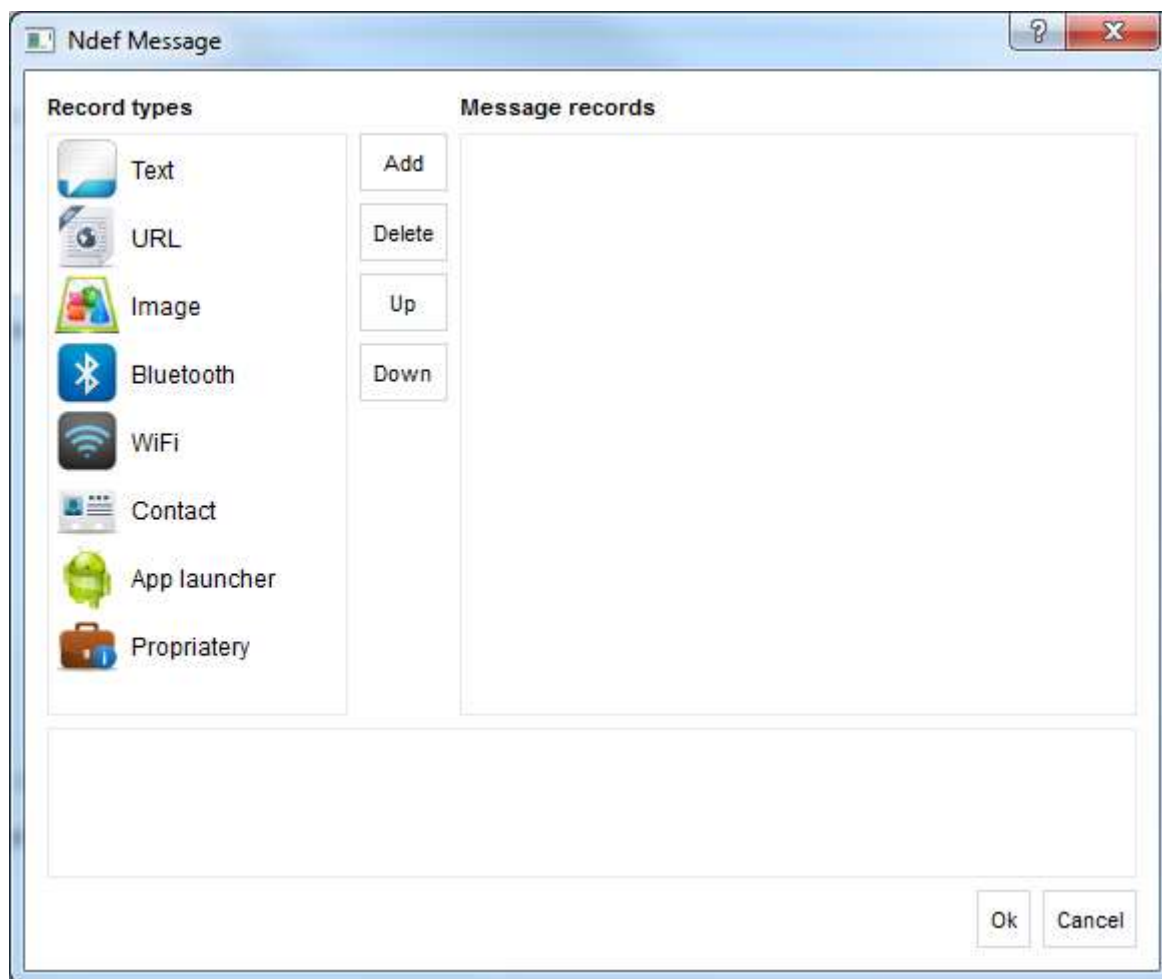 Ndef Message
Record types
Message records
Text
URL
Image
Bluetooth
WiFi
Contact
App launcher
Propriatery
Add
Delete
Up
Down
Ok
Cancel